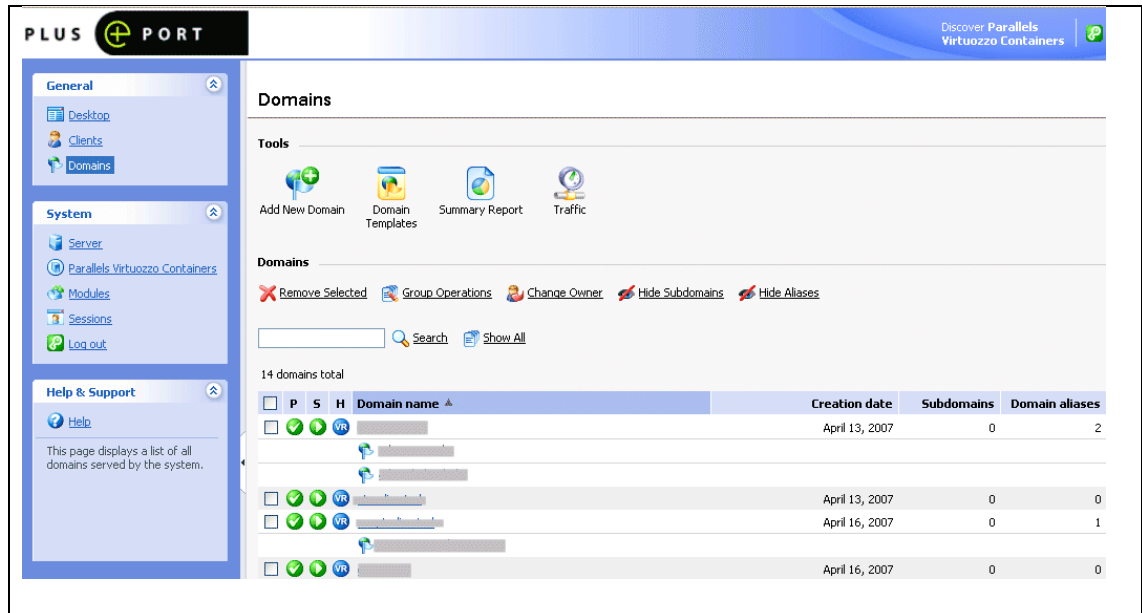 PLUS e PORT
Discover Parallels
Virtuozzo Containers
General
Desktop
Clients
Domains
System
Server
Parallels Virtuozzo Containers
Modules
Sessions
Log out
Help & Support
Help
This page displays a list of all
domains served by the system.
Domains
Tools
Add New Domain
Domain
Templates
Summary Report
Traffic
Domains
Remove Selected Group Operations Change Owner Hide Subdomains Hide Aliases
Search Show All
14 domains total
P S H Domain name Creation date Subdomains Domain aliases
VR April 13, 2007 0 2
VR April 13, 2007 0 0
VR April 16, 2007 0 1
VR April 16, 2007 0 0